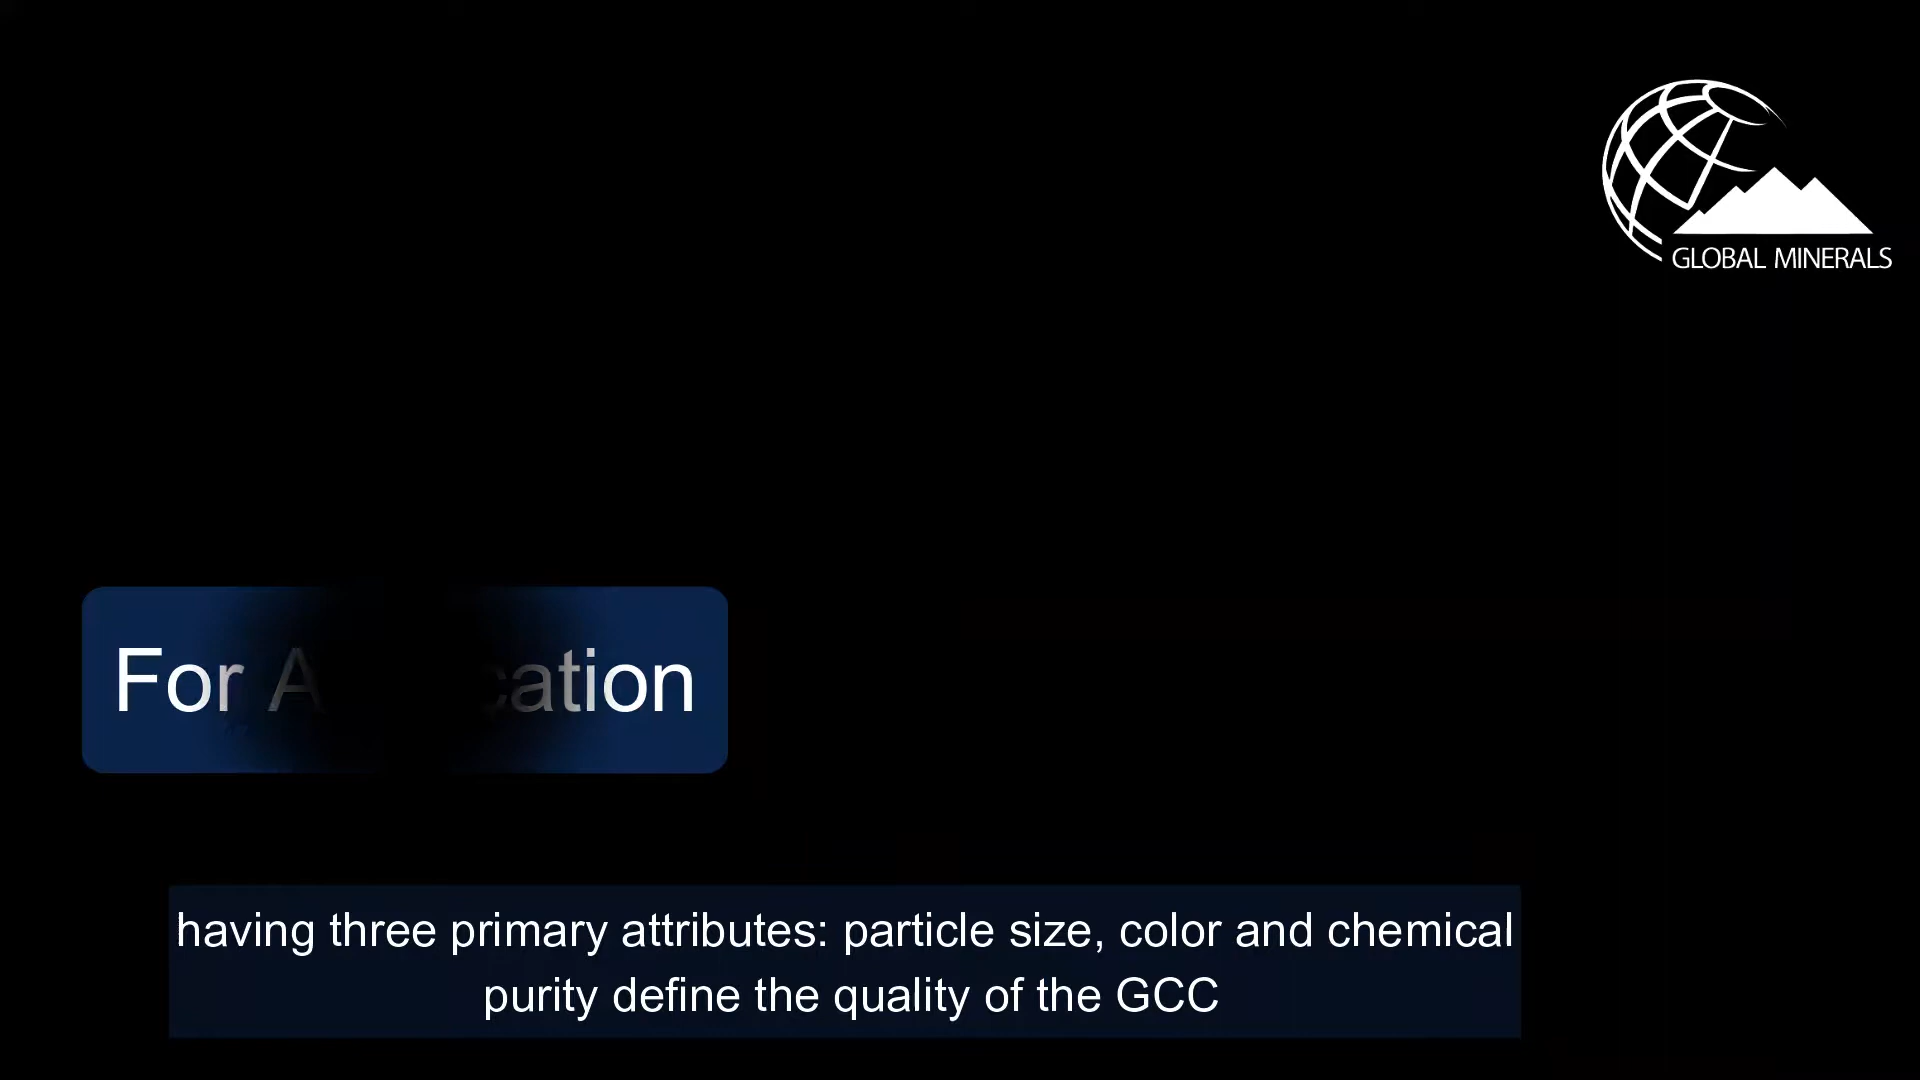 GLOBAL MINERALS
For
having three primary attributes: particle size, color and chemical
purity define the quality of the GCC